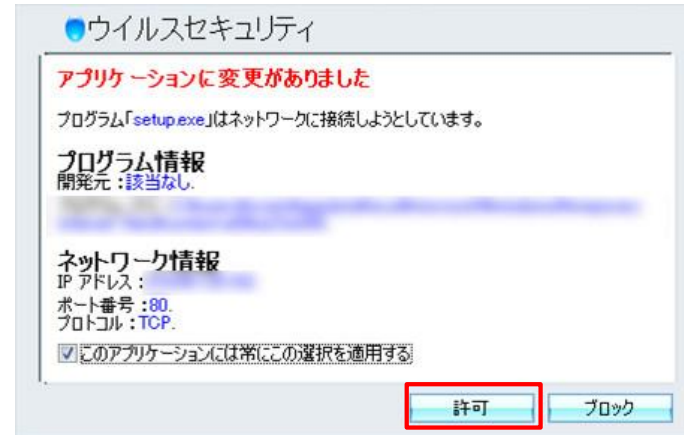 ウイルスセキュリティ
アプリケーションに変更がありました
プログラム「setup.exe」はネットワークに接続しようとしています。
プログラム情報
開発元 :該当なし.
ネットワーク情報
IP アドレス :
ポート番号 :80.
プロトコル :TCP.
このアプリケーションには常にこの選択を適用する
許可 ブロック